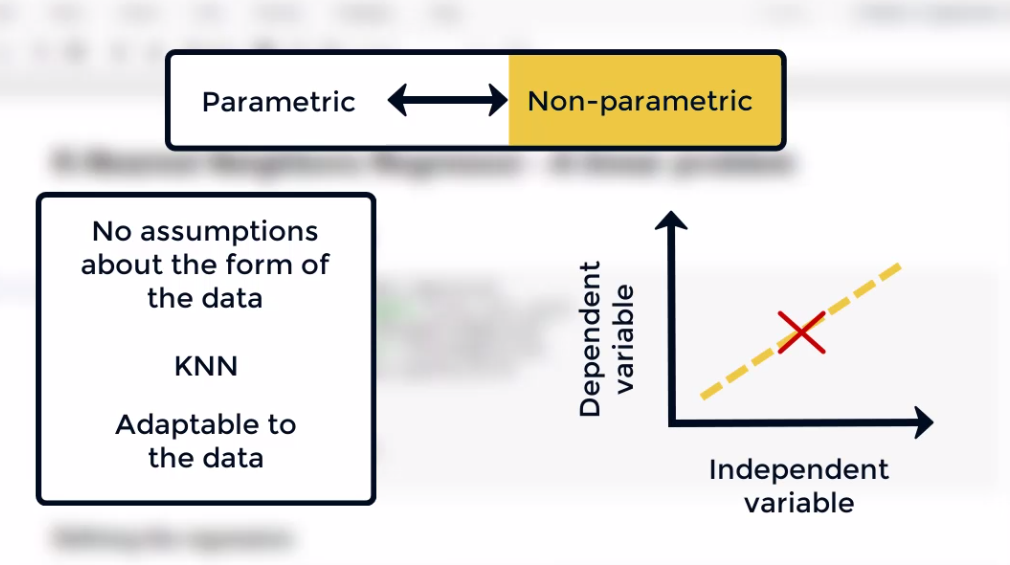 Parametric
Non-parametric
No assumptions
about the form of
the data
KNN
Adaptable to
the data
Dependent
variable
Independent
variable